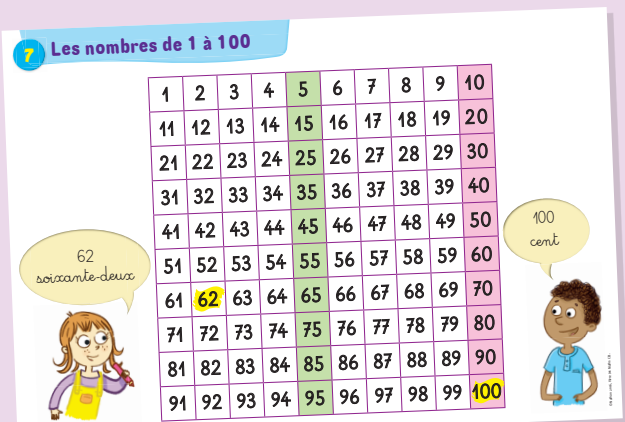 7 Les nombres de 1 à 100
1 2 3 4 5 6 7 8 9 10
11 12 13 14 15 16 17 18 19 20
21 22 23 24 25 26 27 28 29 30
31 32 33 34 35 36 37 38 39 40
41 42 43 44 45 46 47 48 49 50
51 52 53 54 55 56 57 58 59 60
61 62 63 64 65 66 67 68 69 70
71 72 73 74 75 76 77 78 79 80
81 82 83 84 85 86 87 88 89 90
91 92 93 94 95 96 97 98 99 100
62
soixante-deux
100
cent